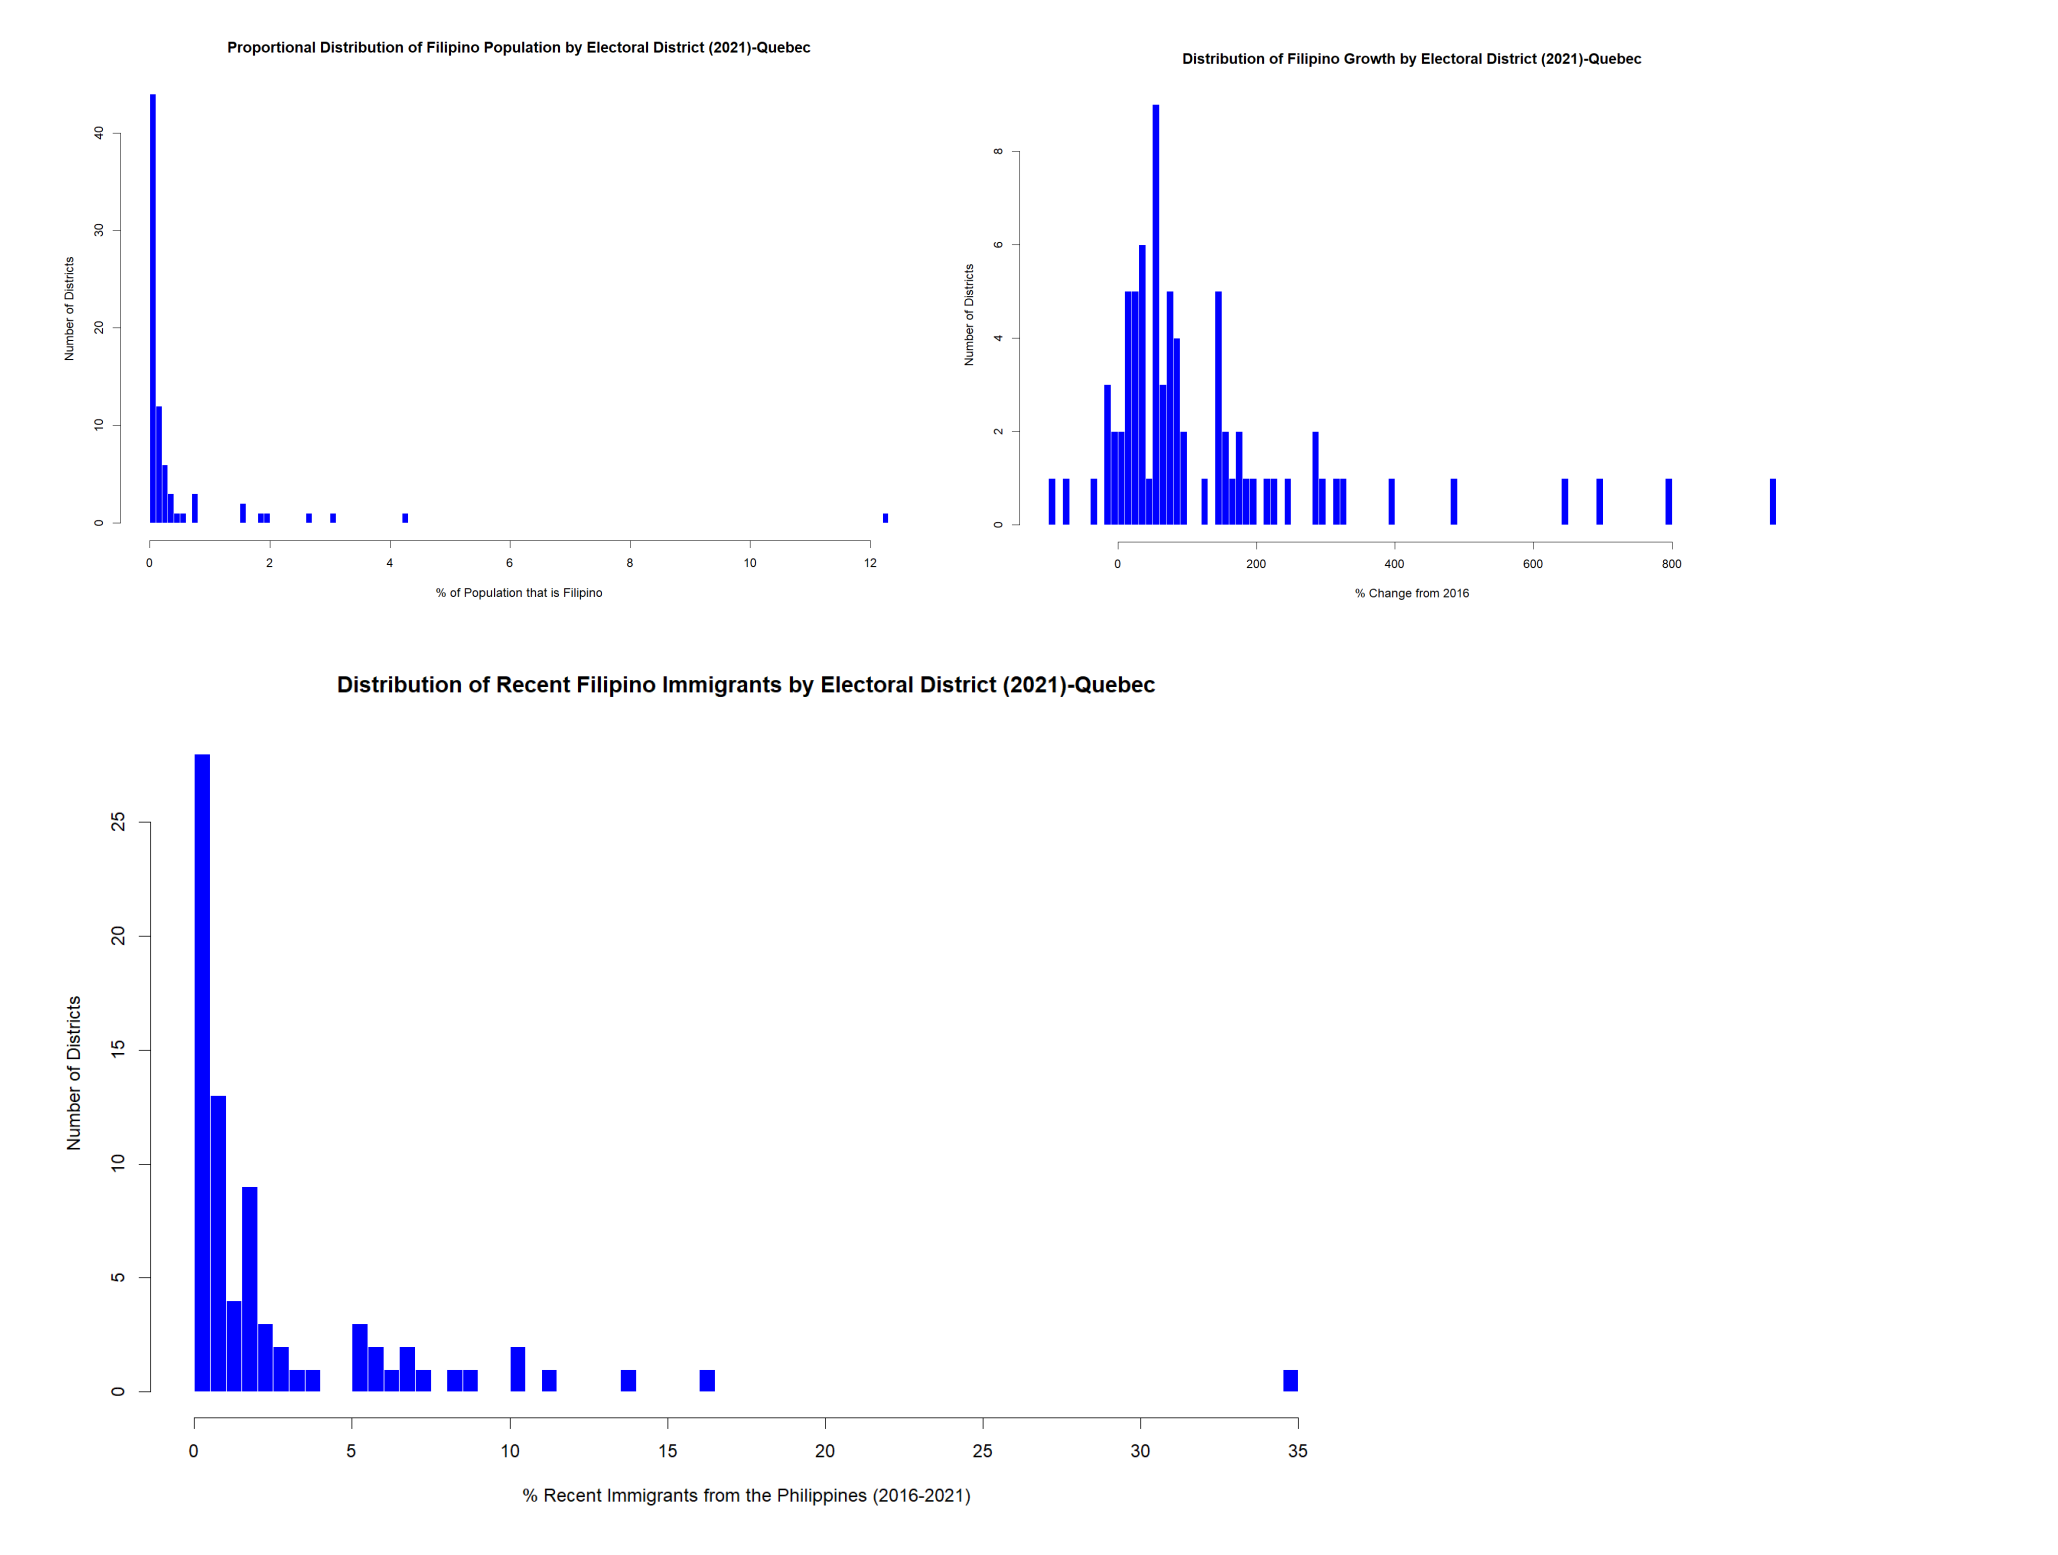 Proportional Distribution of Filipino Population by Electoral District (2021)-Quebec
Number of Districts
40
30
20
10
0
0 2 4 6 8 10 12
% of Population that is Filipino
Distribution of Filipino Growth by Electoral District (2021)-Quebec
Number of Districts
8
6
4
2
0
0 200 400 600 800
% Change from 2016
Distribution of Recent Filipino Immigrants by Electoral District (2021)-Quebec
Number of Districts
25
20
15
10
5
0
0 5 10 15 20 25 30 35
% Recent Immigrants from the Philippines (2016-2021)